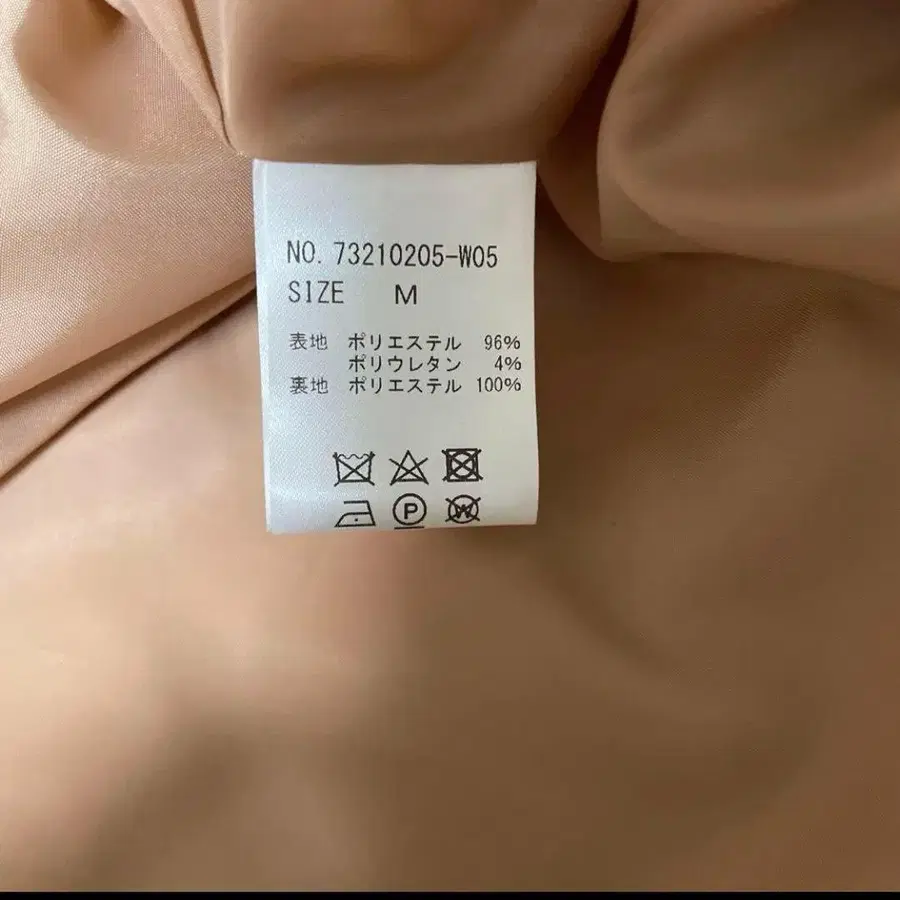 NO. 73210205-W05
SIZE M
表地 ポリエステル 96%
ポリウレタン 4%
裏地 ポリエステル 100%
P W